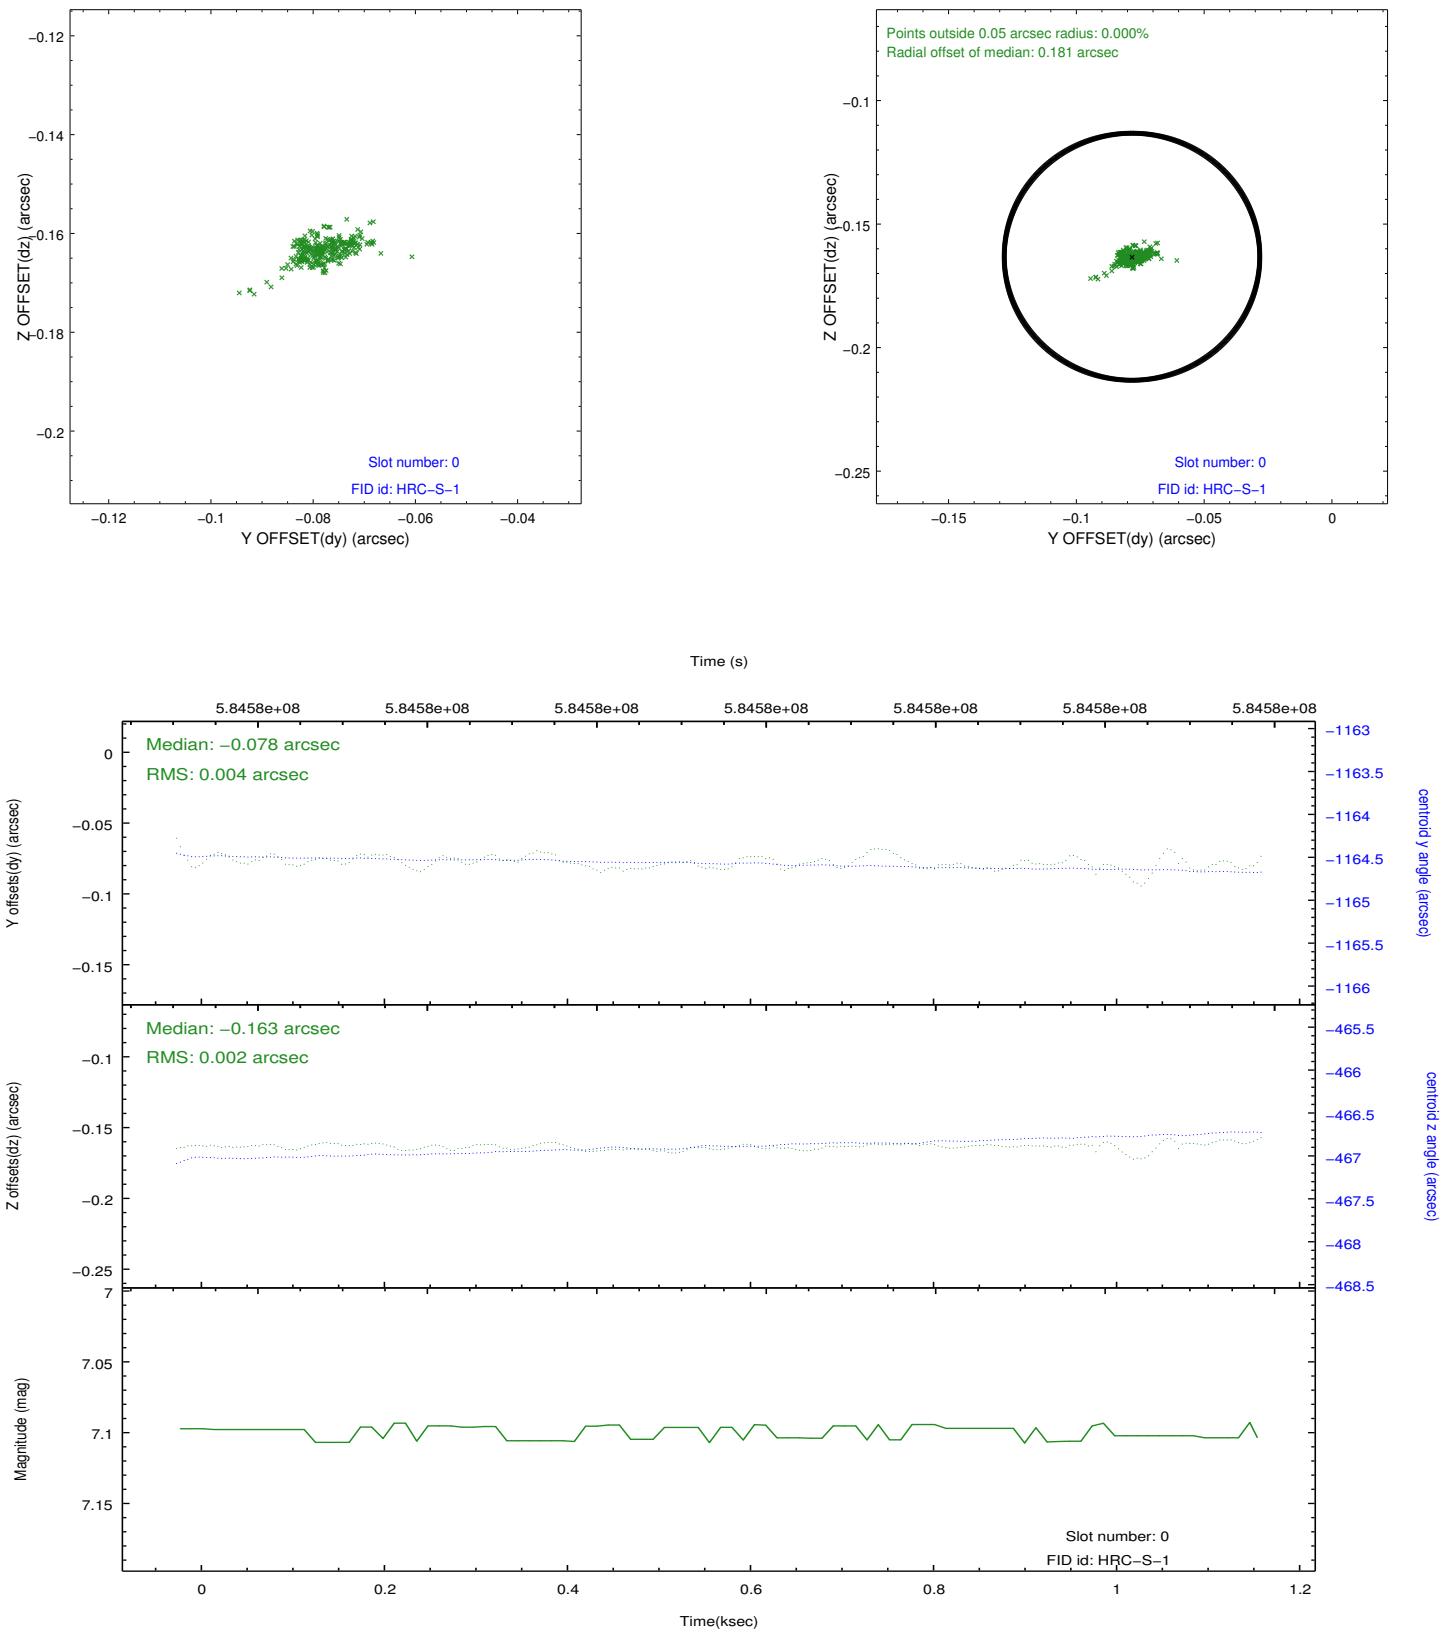 −0.12
−0.14
−0.16
−0.18
−0.2
Z OFFSET(dz) (arcsec)
Slot number: 0
FID id: HRC−S−1
−0.12 −0.1 −0.08 −0.06 −0.04
Y OFFSET(dy) (arcsec)
Points outside 0.05 arcsec radius: 0.000%
Radial offset of median: 0.181 arcsec
−0.1
−0.15
−0.2
−0.25
Z OFFSET(dz) (arcsec)
Slot number: 0
FID id: HRC−S−1
−0.15 −0.1 −0.05 0
Y OFFSET(dy) (arcsec)
Time (s)
5.8458e+08 5.8458e+08 5.8458e+08 5.8458e+08 5.8458e+08 5.8458e+08 5.8458e+08
Median: −0.078 arcsec
RMS: 0.004 arcsec
0
−0.05
−0.1
−0.15
Y offsets(dy) (arcsec)
−1163
−1163.5
−1164
−1164.5
−1165
−1165.5
−1166
centroid y angle (arcsec)
Median: −0.163 arcsec
RMS: 0.002 arcsec
−0.1
−0.15
−0.2
−0.25
Z offsets(dz) (arcsec)
−465.5
−466
−466.5
−467
−467.5
−468
−468.5
centroid z angle (arcsec)
7
7.05
7.1
7.15
Magnitude (mag)
Slot number: 0
FID id: HRC−S−1
0 0.2 0.4 0.6 0.8 1 1.2
Time(ksec)